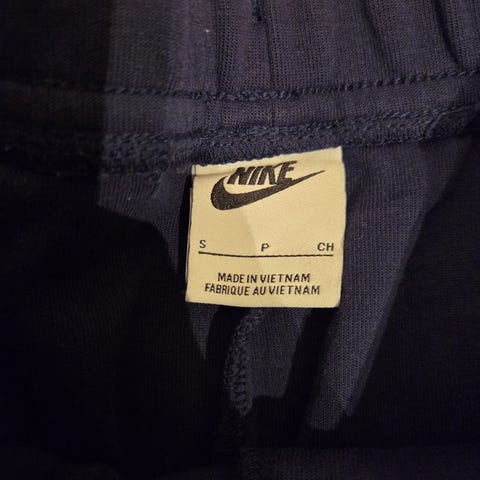 NIKE
S P CH
MADE IN VIETNAM
FABRIQUE AU VIETNAM